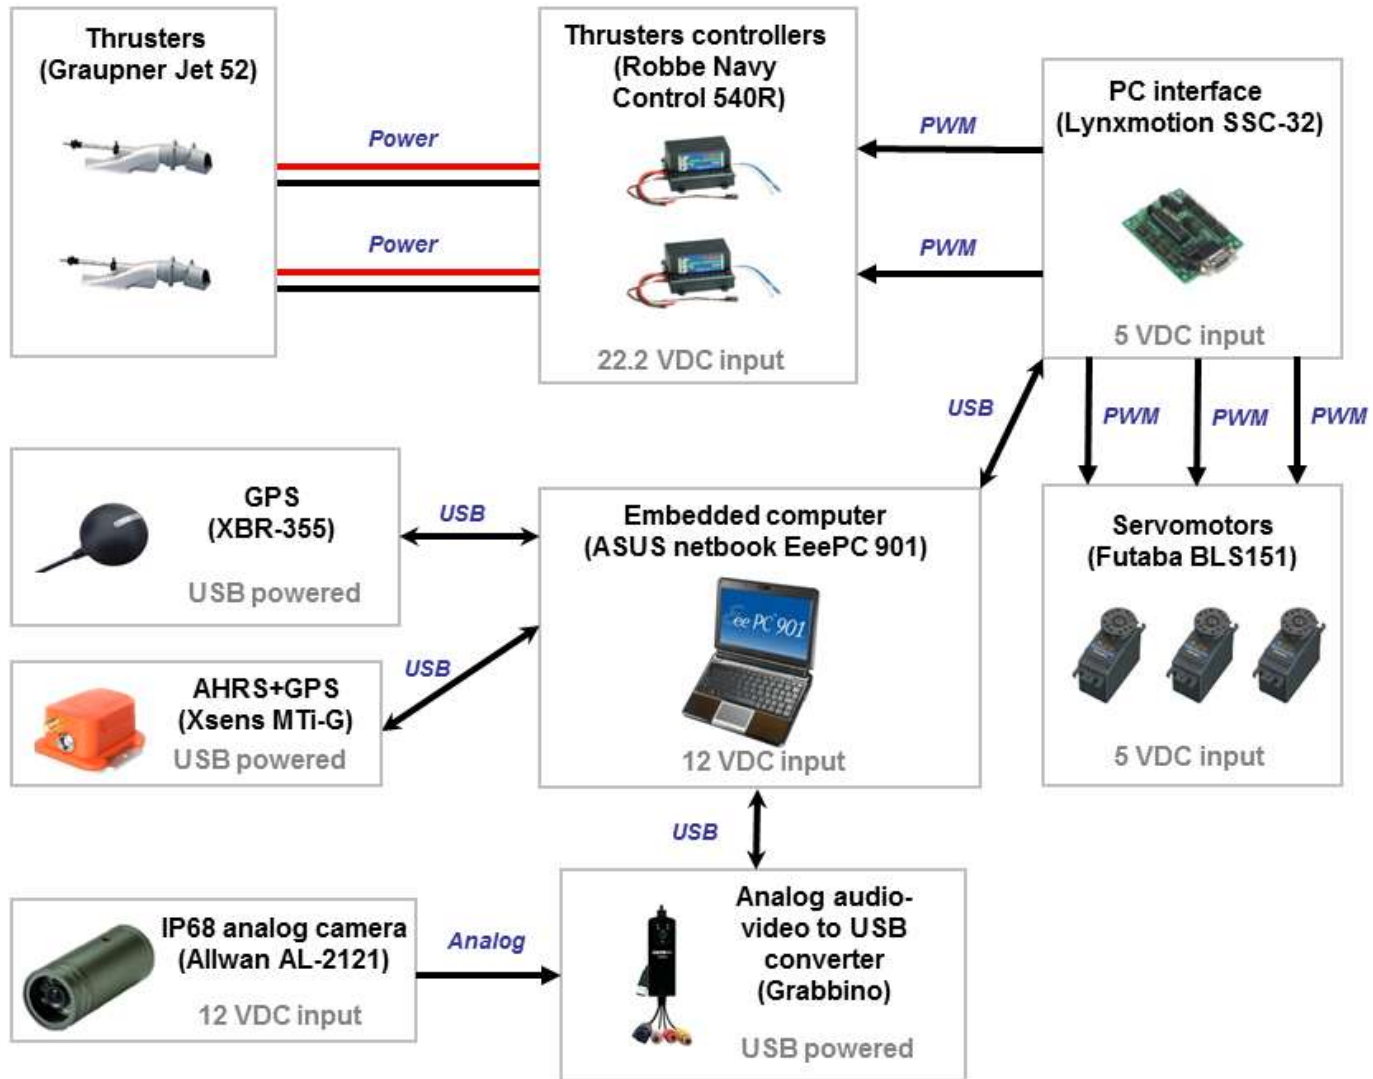 Thrusters
(Graupner Jet 52)
Power
Power
Thrusters controllers
(Robbe Navy
Control 540R)
22.2 VDC input
PWM
PWM
PC interface
(Lynxmotion SSC-32)
5 VDC input
USB
PWM
PWM
PWM
GPS
(XBR-355)
USB powered
USB
Embedded computer
(ASUS netbook EeePC 901)
Eee PC 901
12 VDC input
Servomotors
(Futaba BLS151)
5 VDC input
AHRS+GPS
(Xsens MTi-G)
USB powered
USB
USB
IP68 analog camera
(Allwan AL-2121)
12 VDC input
Analog
Analog audio-
video to USB
converter
(Grabbino)
USB powered